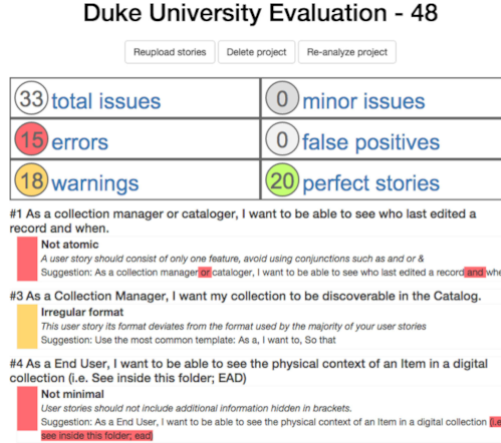 Duke University Evaluation - 48
Reupload stories Delete project Re-analyze project
33 total issues 0 minor issues
15 errors 0 false positives
18 warnings 20 perfect stories
#1 As a collection manager or cataloger, I want to be able to see who last edited a
record and when.
Not atomic
A user story should consist of only one feature, avoid using conjunctions such as and or &
Suggestion: As a collection manager or cataloger, I want to be able to see who last edited a record and whe
#3 As a Collection Manager, I want my collection to be discoverable in the Catalog.
Irregular format
This user story its format deviates from the format used by the majority of your user stories
Suggestion: Use the most common template: As a, I want to, So that
#4 As a End User, I want to be able to see the physical context of an Item in a digital
collection (i.e. See inside this folder; EAD)
Not minimal
User stories should not include additional information hidden in brackets.
Suggestion: As a End User, I want to be able to see the physical context of an Item in a digital collection (i.e
see inside this folder; ead)